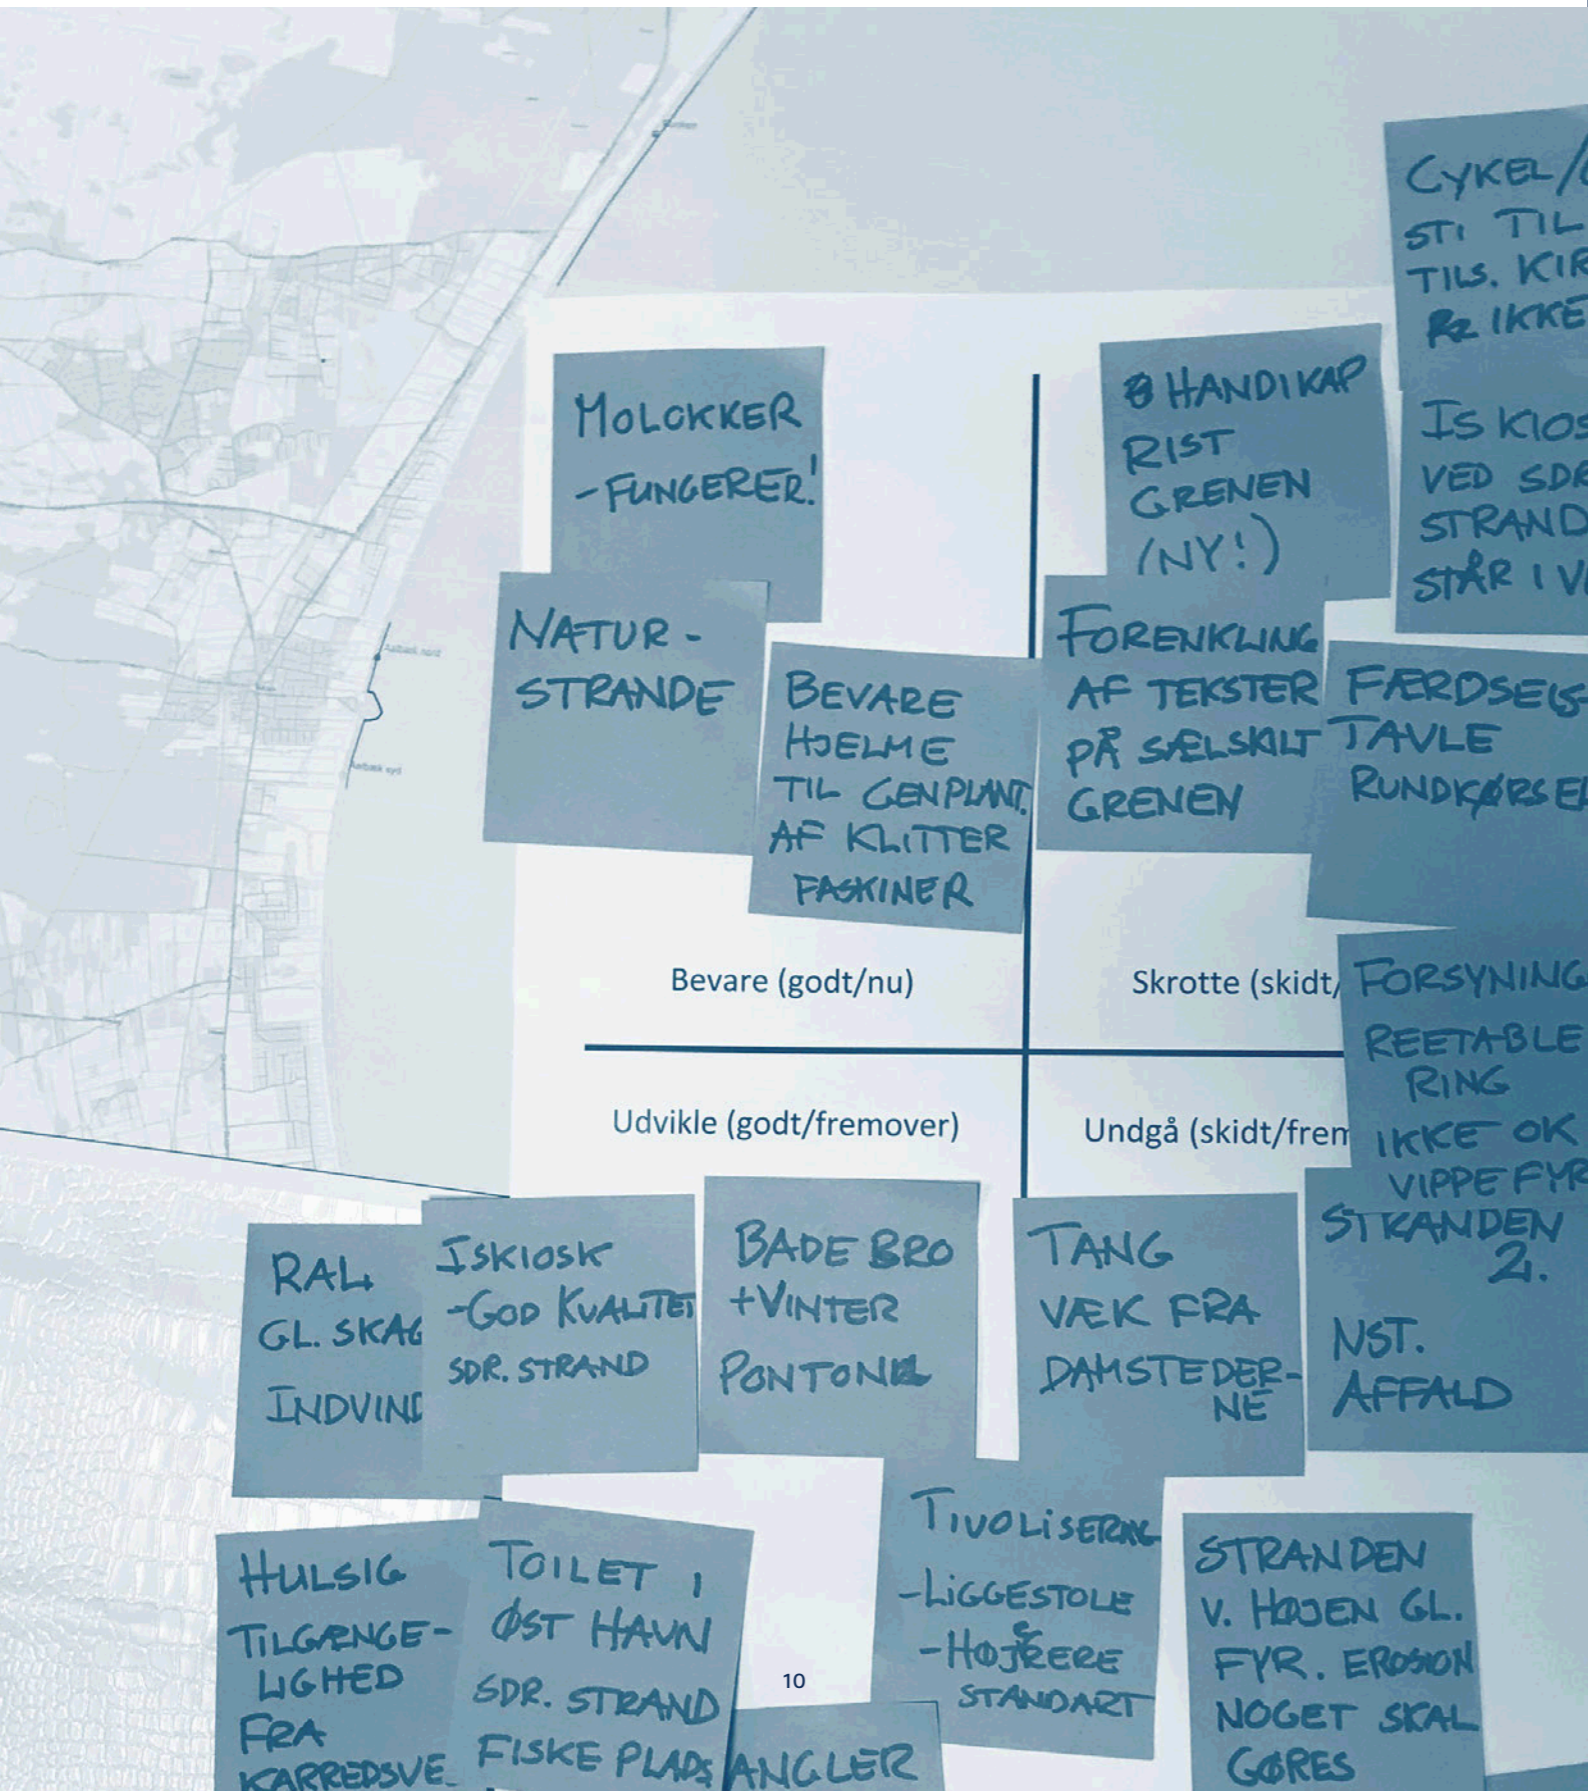 MOLOKKER
-FUNGERER!
NATUR-
STRANDE
BEVARE
HJELME
TIL GENPLANT.
AF KLITTER
FASKINER
HANDIKAP
RIST
GRENEN
(NY!)
CYKEL/
STI TIL
TILS. KIR
IKKE
IS KIOS
VED SDR
STRAND
STÅR I V
FORENKLING
AF TEKSTER
PÅ SÆLSKILT
GRENEN
FÆRDSELS-
TAVLE
RUNDKØRSEL
Aalbæk nord
Aalbæk syd
Bevare (godt/nu)
Skrotte (skidt/
Udvikle (godt/fremover)
Undgå (skidt/frem
FORSYNING
REETABLE
RING
IKKE OK
VIPPEFYR
STRANDEN
2.
NST.
AFFALD
RAL
GL. SKAG
INDVIND
ISKIOSK
-GOD KVALITET
SDR. STRAND
BADE BRO
+VINTER
PONTON
TANG
VÆK FRA
DAMSTEDER-
NE
HULSIG
TILGÆNGE-
LIGHED
FRA
KARREDSVE
TOILET I
ØST HAVN
SDR. STRAND
FISKE PLADS
ANGLER
TIVOLISERING
-LIGGESTOLE
&
-HØJERE
STANDART
STRANDEN
V. HØJEN GL.
FYR. EROSION
NOGET SKAL
GØRES
10